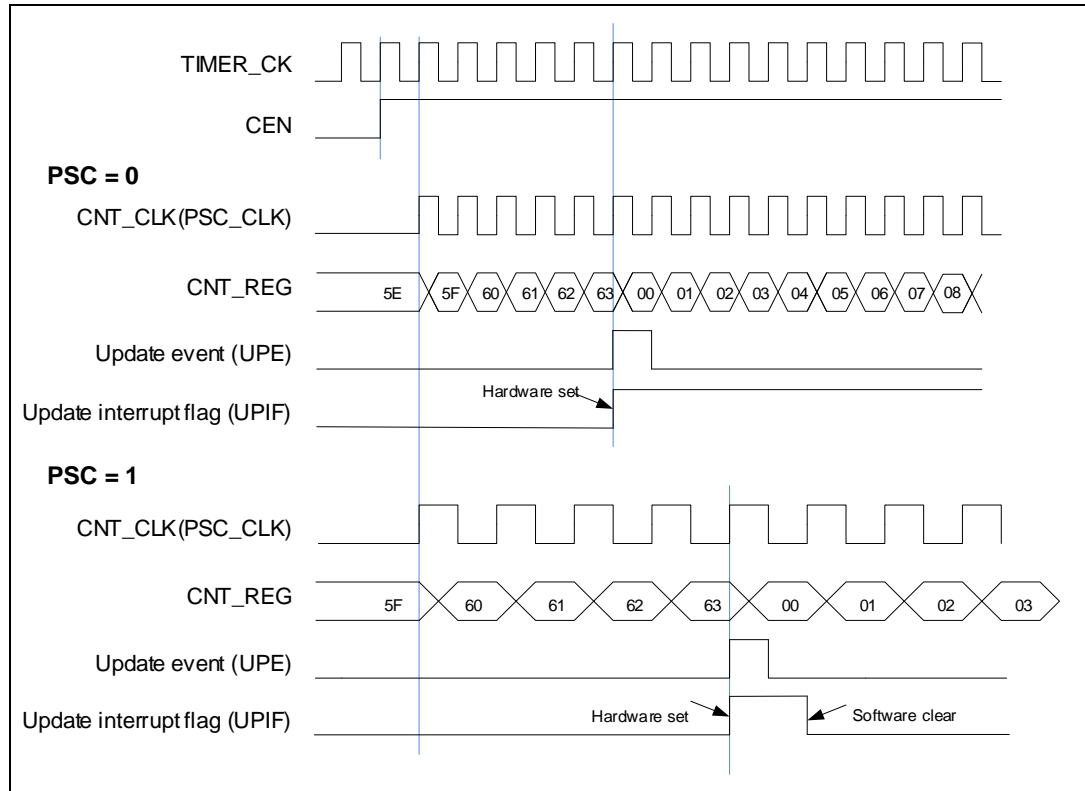 TIMER_CK
CEN
PSC = 0
CNT_CLK(PSC_CLK)
CNT_REG 5E 5F 60 61 62 63 00 01 02 03 04 05 06 07 08
Update event (UPE)
Hardware set
Update interrupt flag (UPIF)
PSC = 1
CNT_CLK(PSC_CLK)
CNT_REG 5F 60 61 62 63 00 01 02 03
Update event (UPE)
Update interrupt flag (UPIF) Hardware set Software clear